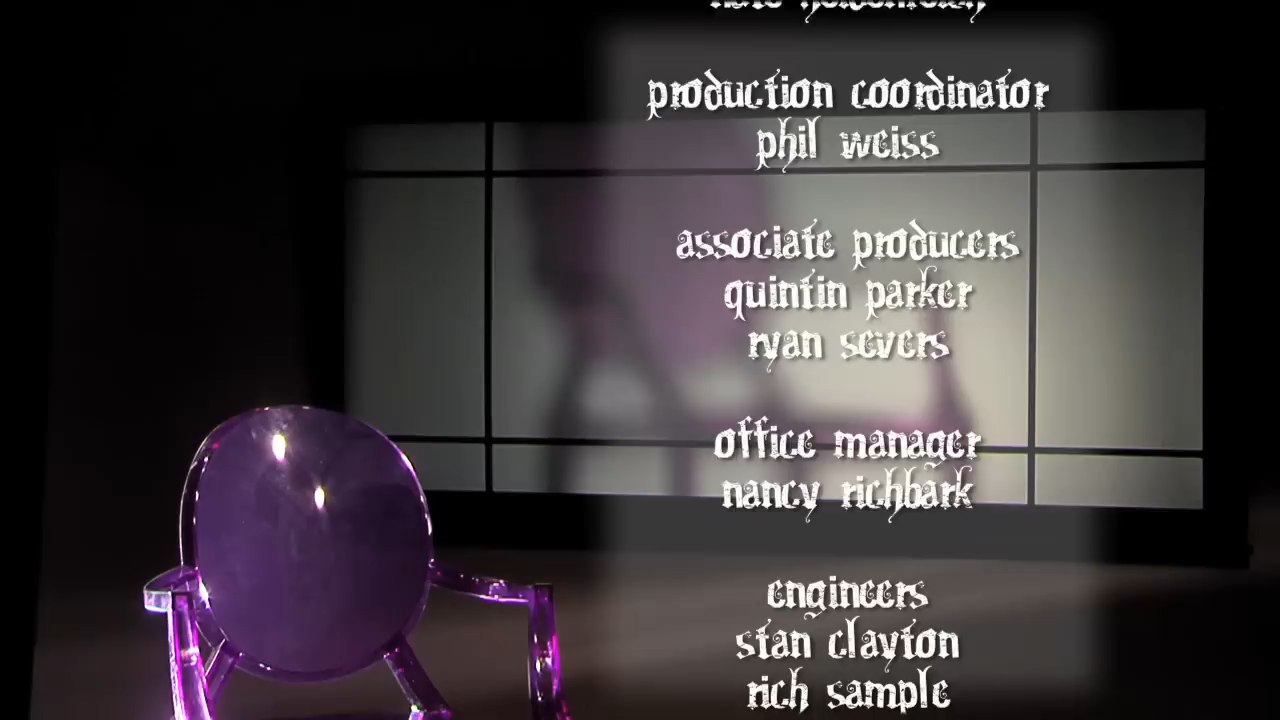 production coordinator
phil weiss
associate producers
quintin parker
ryan severs
office manager
nancy richbark
engineers
stan clayton
rich sample